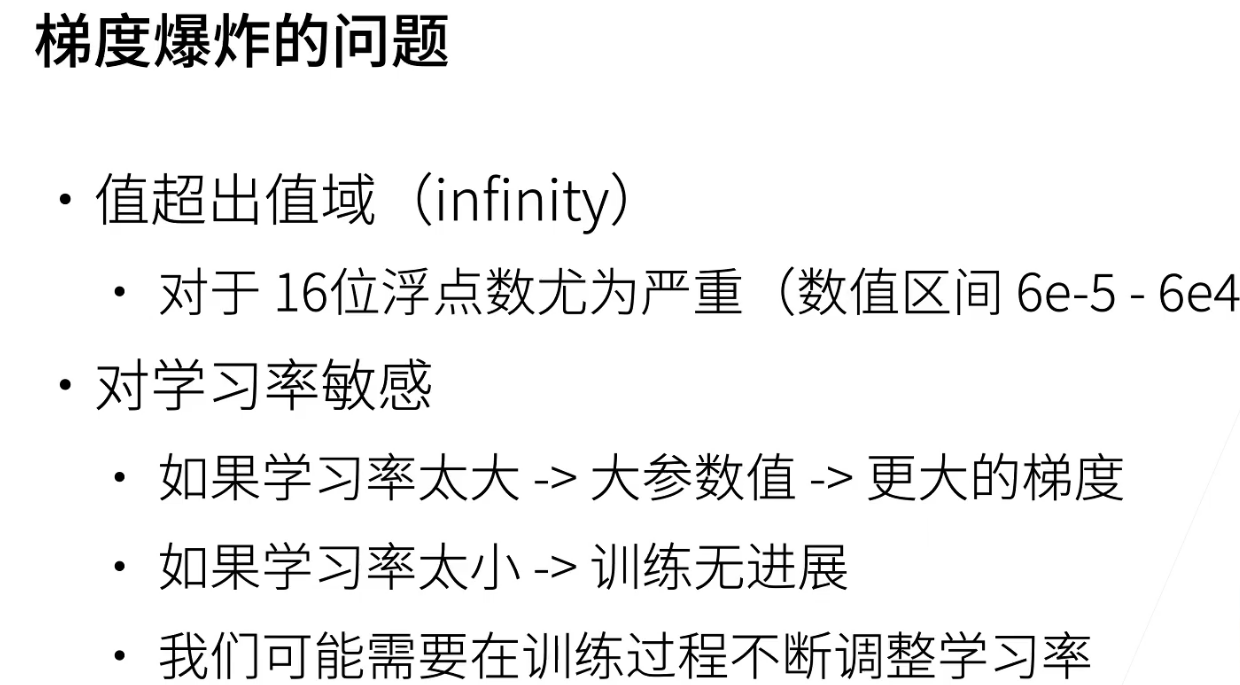 梯度爆炸的问题
• 值超出值域（infinity）
• 对于 16位浮点数尤为严重（数值区间 6e-5 - 6e4
• 对学习率敏感
• 如果学习率太大 -> 大参数值 -> 更大的梯度
• 如果学习率太小 -> 训练无进展
• 我们可能需要在训练过程不断调整学习率